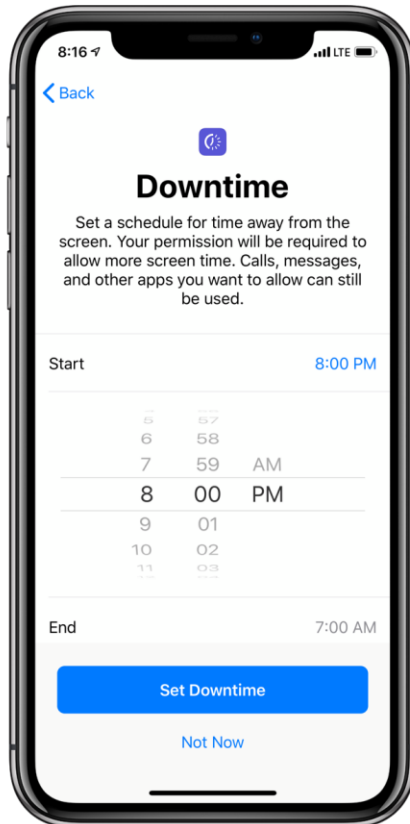 8:16 LTE
Back
Downtime
Set a schedule for time away from the
screen. Your permission will be required to
allow more screen time. Calls, messages,
and other apps you want to allow can still
be used.
Start 8:00 PM
5 57
6 58
7 59 AM
8 00 PM
9 01
10 02
11 03
End 7:00 AM
Set Downtime
Not Now